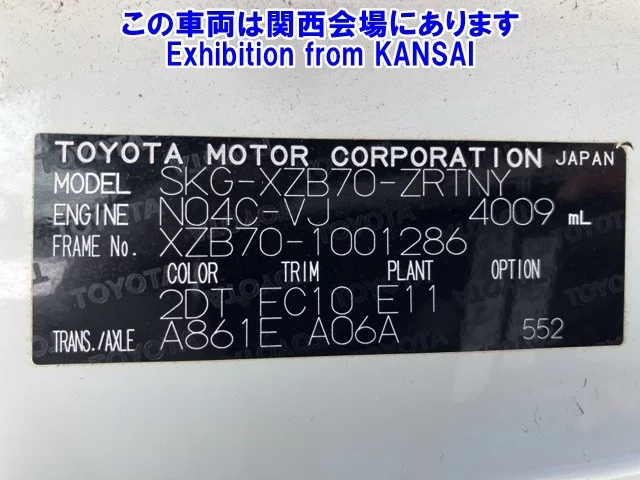 この車両は関西会場にあります
Exhibition from KANSAI
TOYOTA MOTOR CORPORATION JAPAN
MODEL SKG-XZB70-ZRTNY
ENGINE N04C-VJ 4009 mL
FRAME No. XZB70-1001286
COLOR TRIM PLANT OPTION
2DT EC10 E11
TRANS./AXLE A861E A06A 552